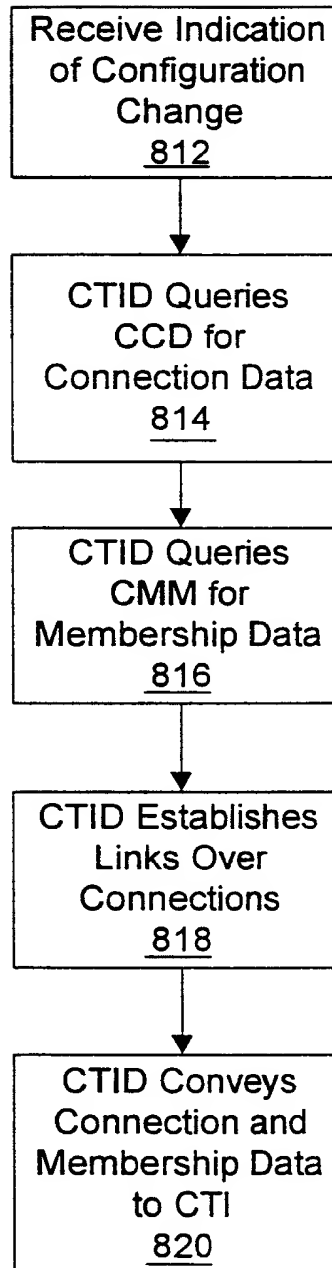 Receive Indication
of Configuration
Change
812
CTID Queries
CCD for
Connection Data
814
CTID Queries
CMM for
Membership Data
816
CTID Establishes
Links Over
Connections
818
CTID Conveys
Connection and
Membership Data
to CTI
820